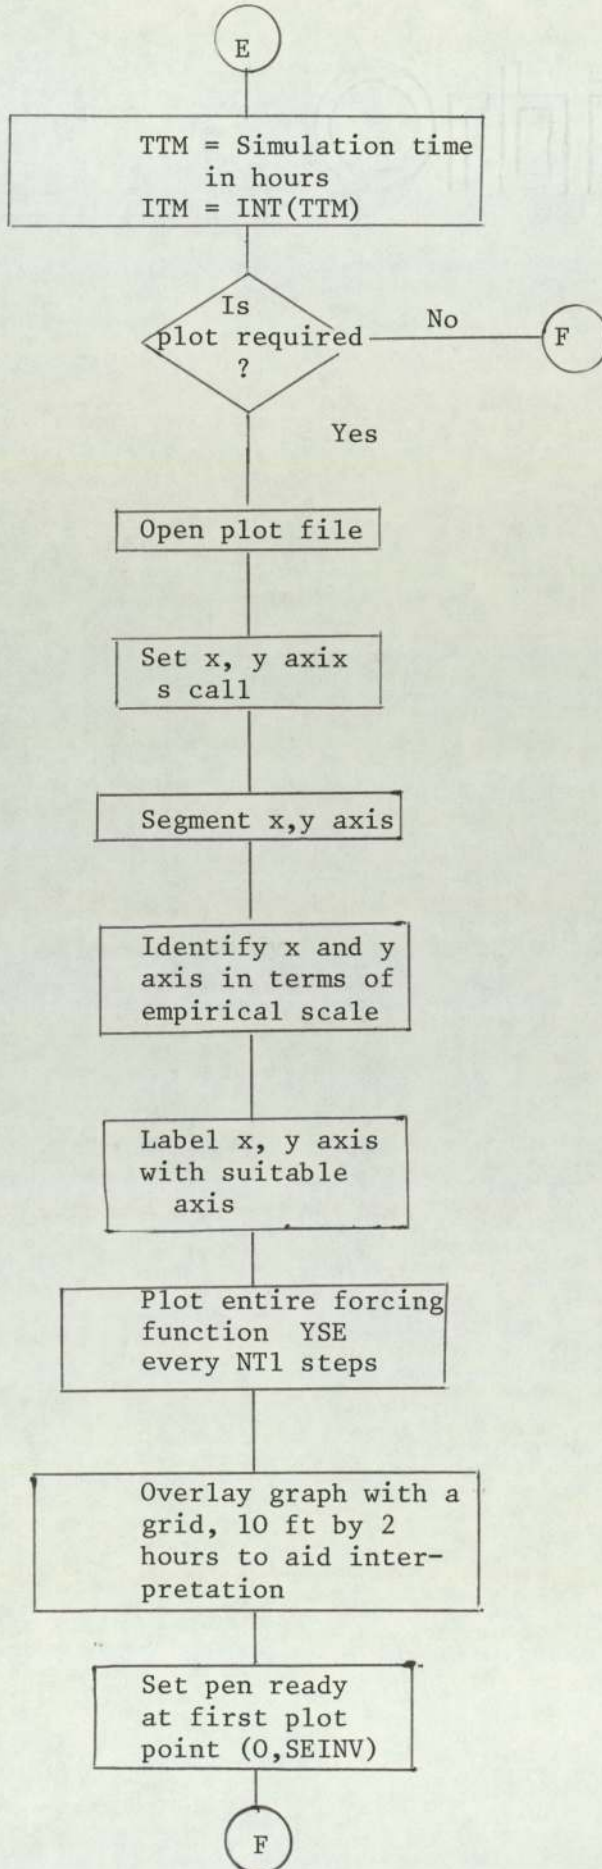 E
TTM = Simulation time
in hours
ITM = INT(TTM)
Is
plot required
?
No
F
Yes
Open plot file
Set x, y axix
s call
Segment x,y axis
Identify x and y
axis in terms of
empirical scale
Label x, y axis
with suitable
axis
Plot entire forcing
function YSE
every NT1 steps
Overlay graph with a
grid, 10 ft by 2
hours to aid inter-
pretation
Set pen ready
at first plot
point (0,SEINV)
F